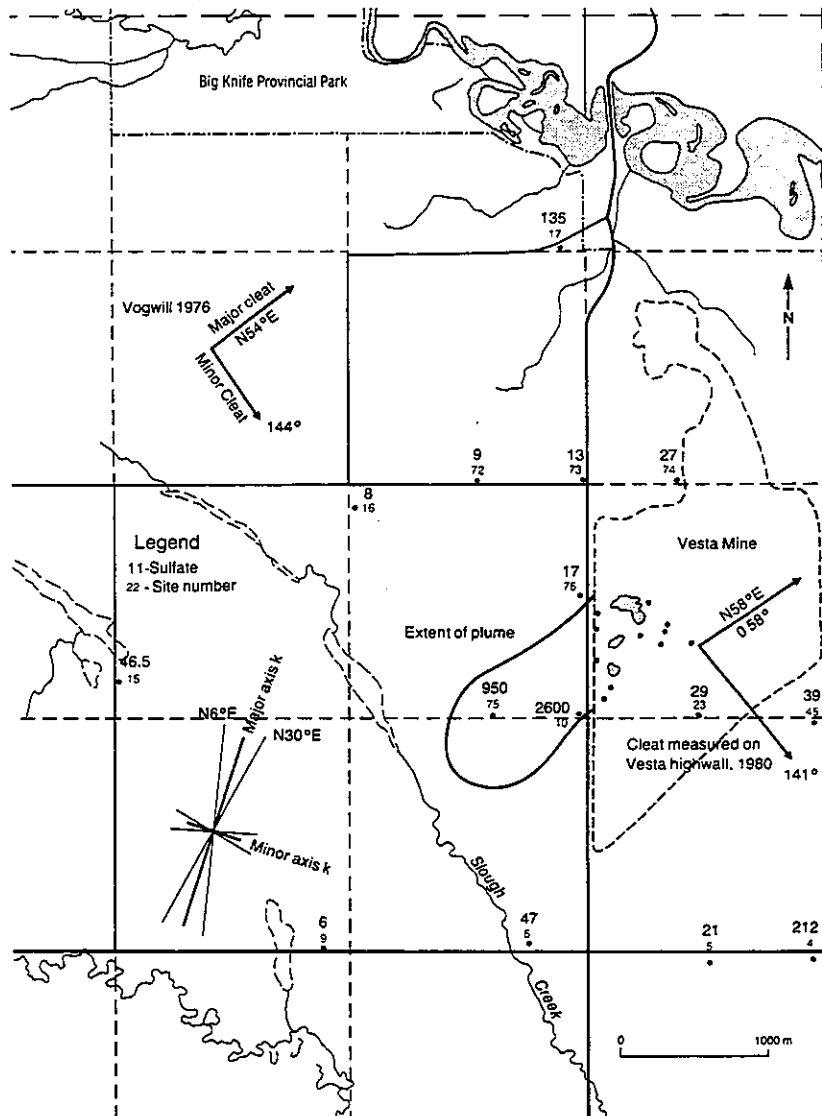 Big Knife Provincial Park
135
17
Vogwill 1976
Major cleat
N54°E
Minor Cleat
144°
N
9
72
13
73
27
74
8
16
Legend
11-Sulfate
22 - Site number
Vesta Mine
17
76
N58°E
058°
Extent of plume
46.5
15
950
75
2600
10
29
23
39
45
N6°E
Major axis k
N30°E
Cleat measured on
Vesta highwall, 1980
141°
Minor axis k
Slough
Creek
6
9
47
5
21
5
212
4
0 1000 m